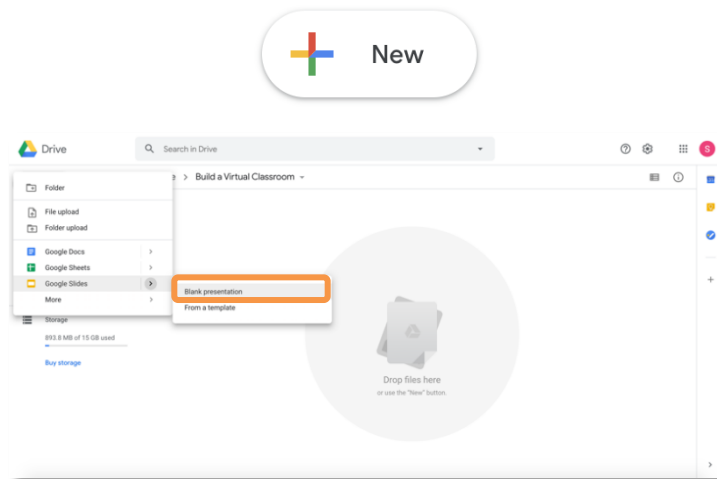 New
Drive
Search in Drive
S
Build a Virtual Classroom
Folder
File upload
Folder upload
Google Docs
Google Sheets
Google Slides
More
Blank presentation
From a template
Storage
893.8 MB of 15 GB used
Buy storage
Drop files here
or use the "New" button.